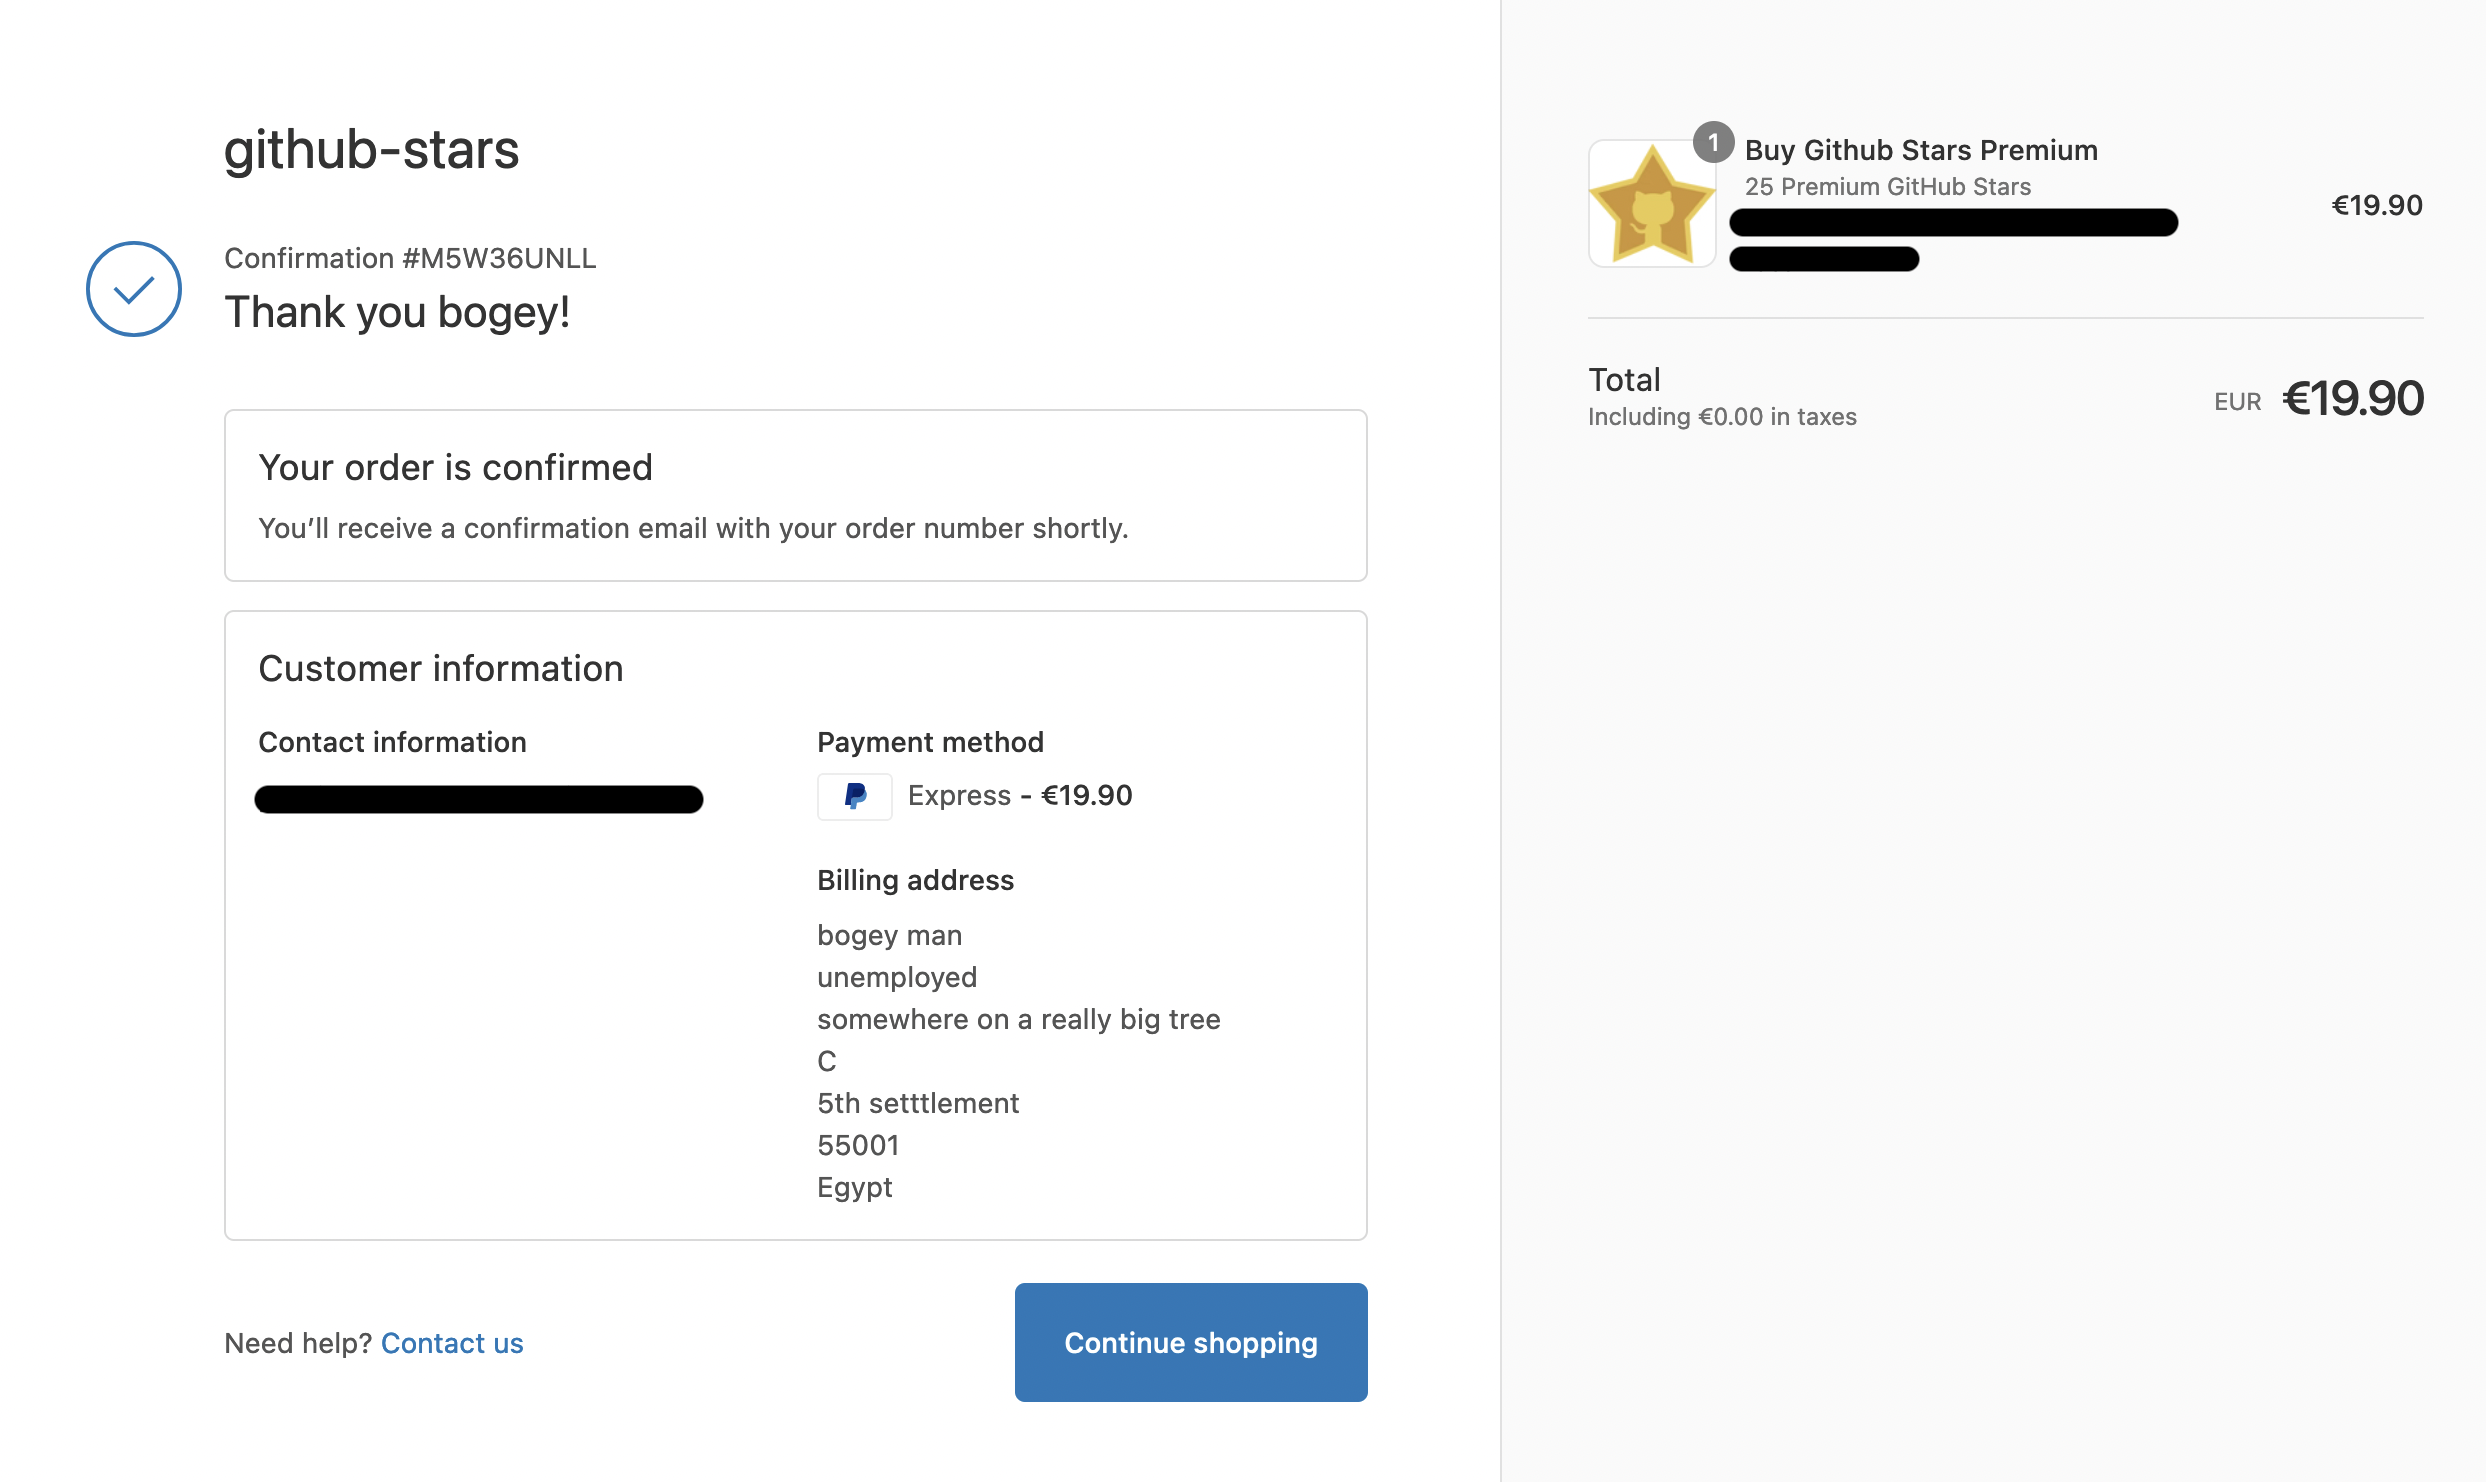 github-stars
Confirmation #M5W36UNLL
Thank you bogey!
Your order is confirmed
You’ll receive a confirmation email with your order number shortly.
Customer information
Contact information
Payment method
Express - €19.90
Billing address
bogey man
unemployed
somewhere on a really big tree
C
5th setttlement
55001
Egypt
Need help? Contact us
Continue shopping
1
Buy Github Stars Premium
25 Premium GitHub Stars
€19.90
Total
Including €0.00 in taxes
EUR €19.90